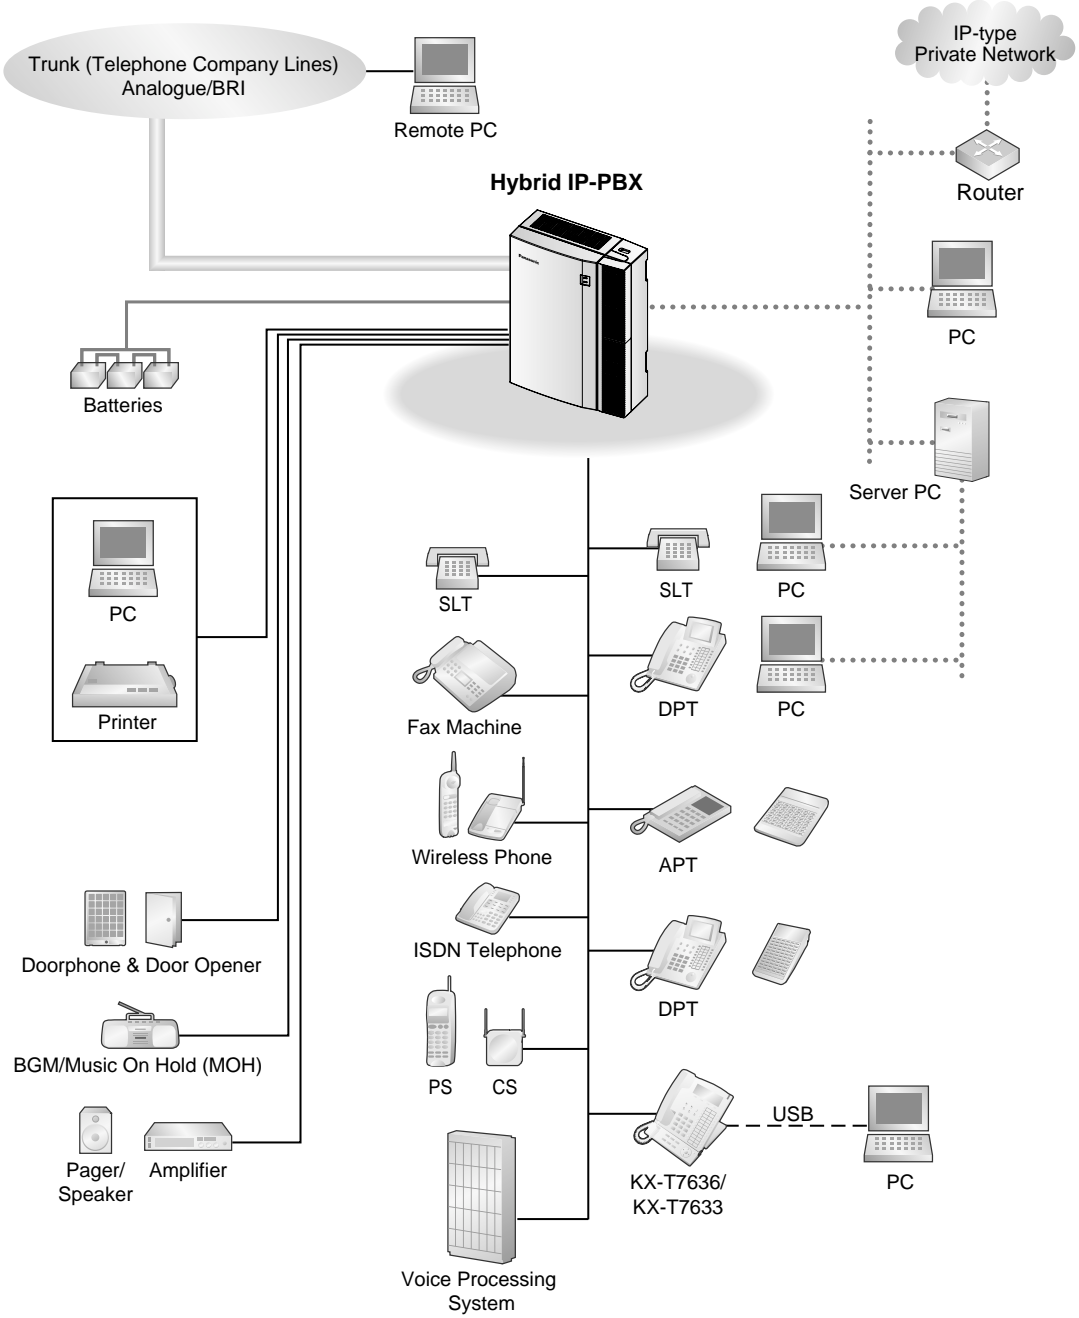 IP-type
Private Network
Trunk (Telephone Company Lines)
Analogue/BRI
Remote PC
Hybrid IP-PBX
Router
Panasonic
PC
Batteries
Server PC
PC
SLT
SLT
PC
Printer
Fax Machine
DPT
PC
Wireless Phone
APT
Doorphone & Door Opener
ISDN Telephone
DPT
BGM/Music On Hold (MOH)
PS
CS
USB
Pager/
Speaker
Amplifier
KX-T7636/
KX-T7633
PC
Voice Processing
System